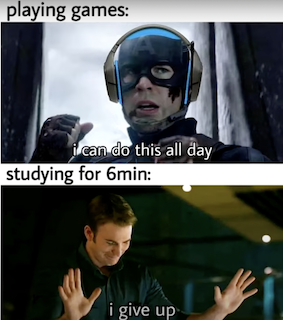 playing games:
i can do this all day
studying for 6min:
i give up